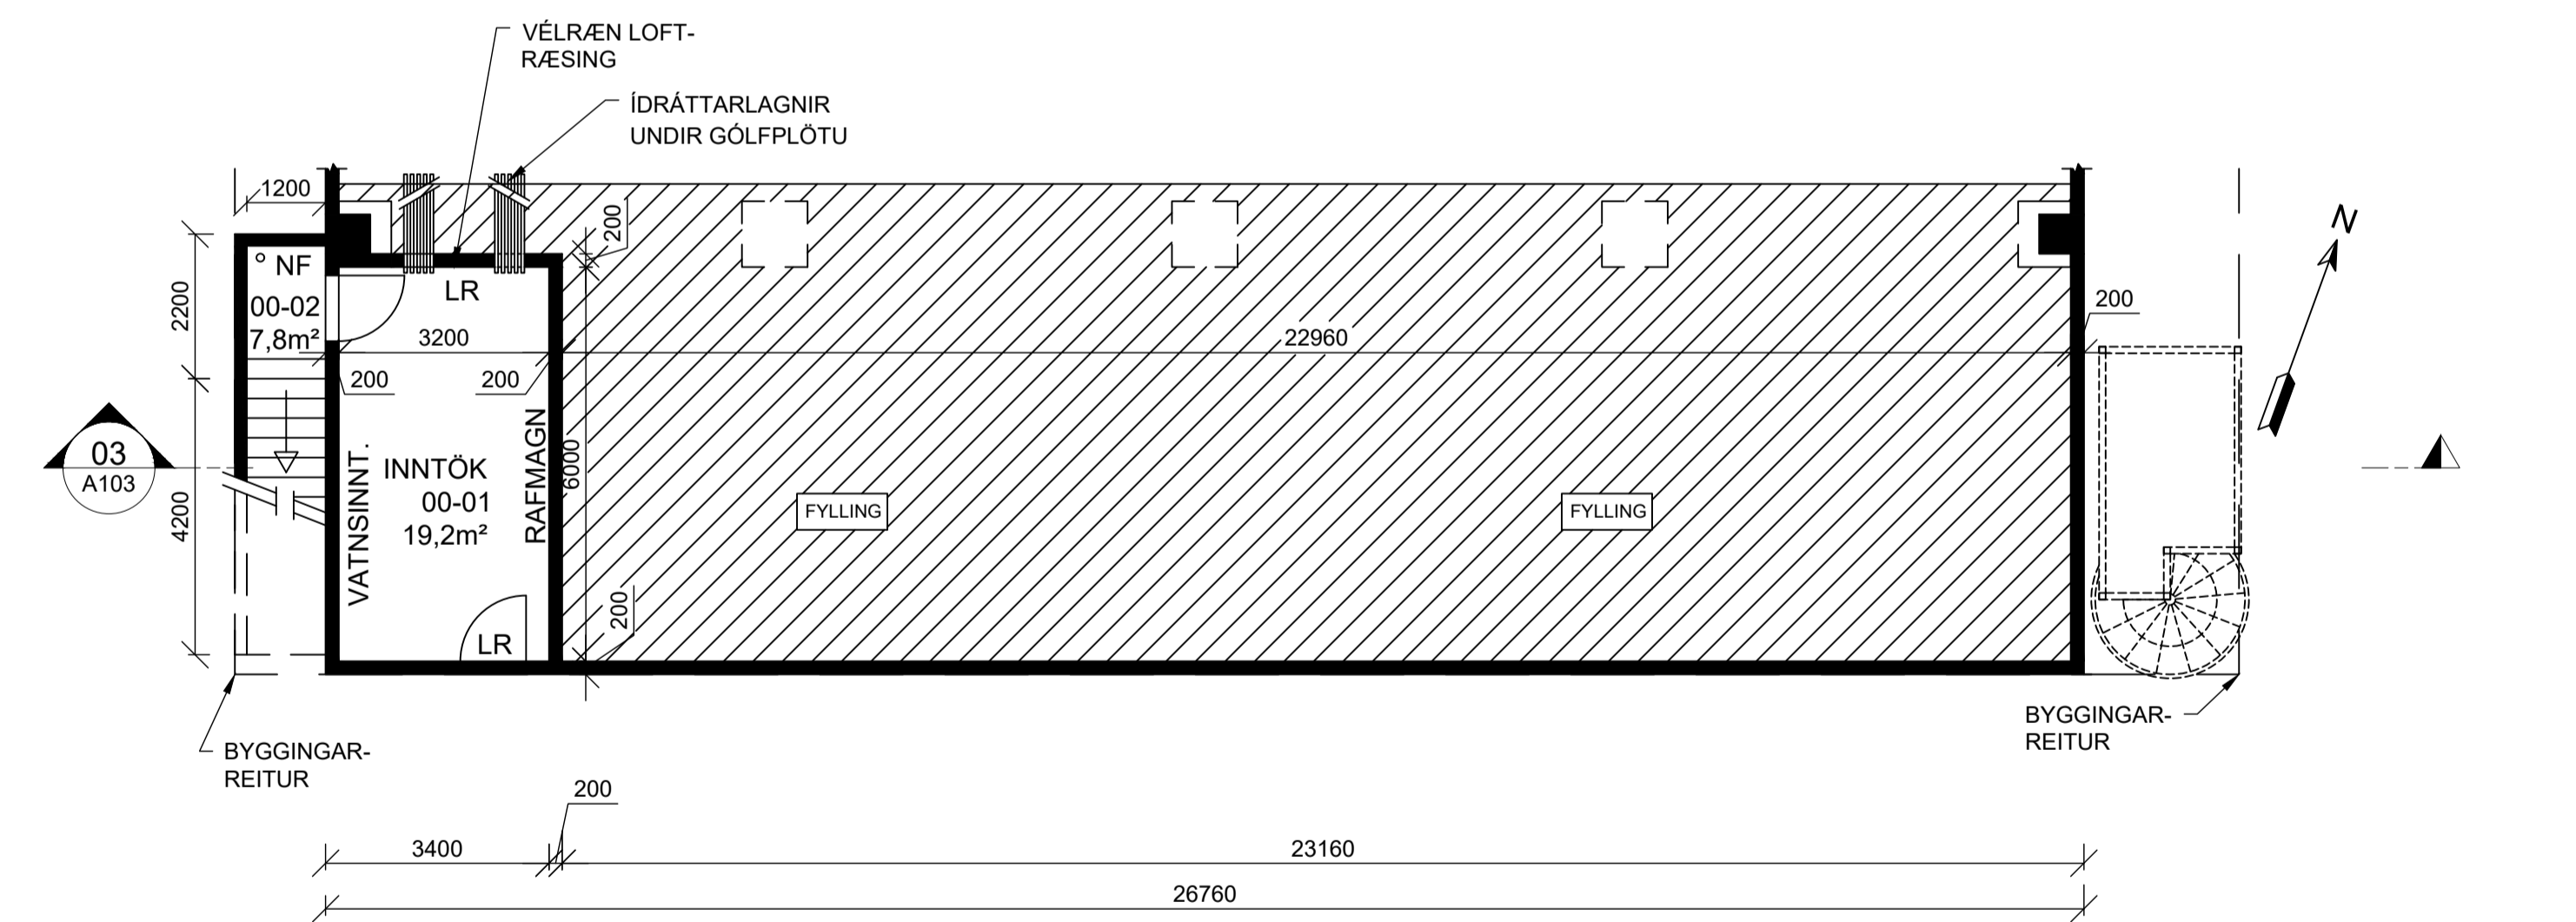 VÉLRÆN LOFT-
RÆSING
ÍDRÁTTARLAGNIR
UNDIR GÓLFPLÖTU
1200
200
N
° NF
00-02
7,8m²
LR
2200
3200
22960
200
200
200
03
A103
4200
VATNSINNT.
INNTÖK
00-01
19,2m²
RAFMAGN
6000
FYLLING
FYLLING
200
LR
BYGGINGAR-
REITUR
BYGGINGAR-
REITUR
200
3400
23160
26760